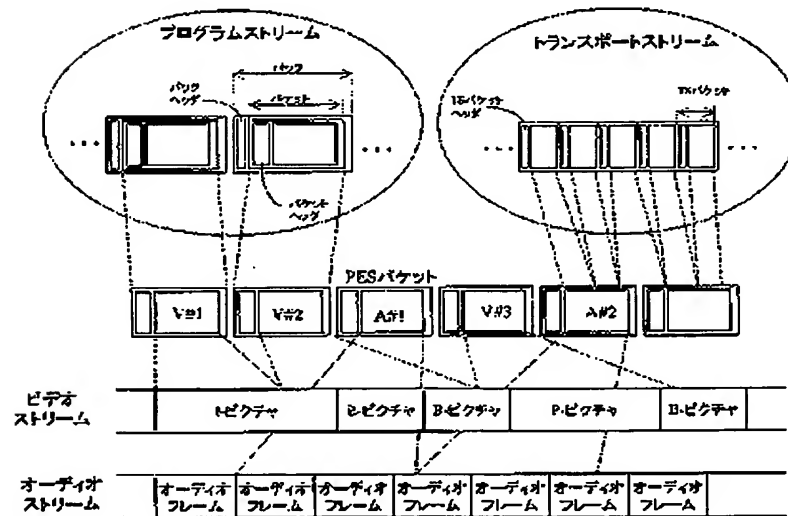 プログラムストリーム
トランスポートストリーム
パック
パック
ヘッダ
パケット
TSパケット
TSパケット
ヘッダ
...
...
...
...
パケット
ヘッダ
PESパケット
V#1
V#2
A#1
V#3
A#2
ビデオ
ストリーム
I-ピクチャ
B-ピクチャ
B-ピクチャ
P-ピクチャ
B-ピクチャ
オーディオ
ストリーム
オーディオ
フレーム
オーディオ
フレーム
オーディオ
フレーム
オーディオ
フレーム
オーディオ
フレーム
オーディオ
フレーム
オーディオ
フレーム